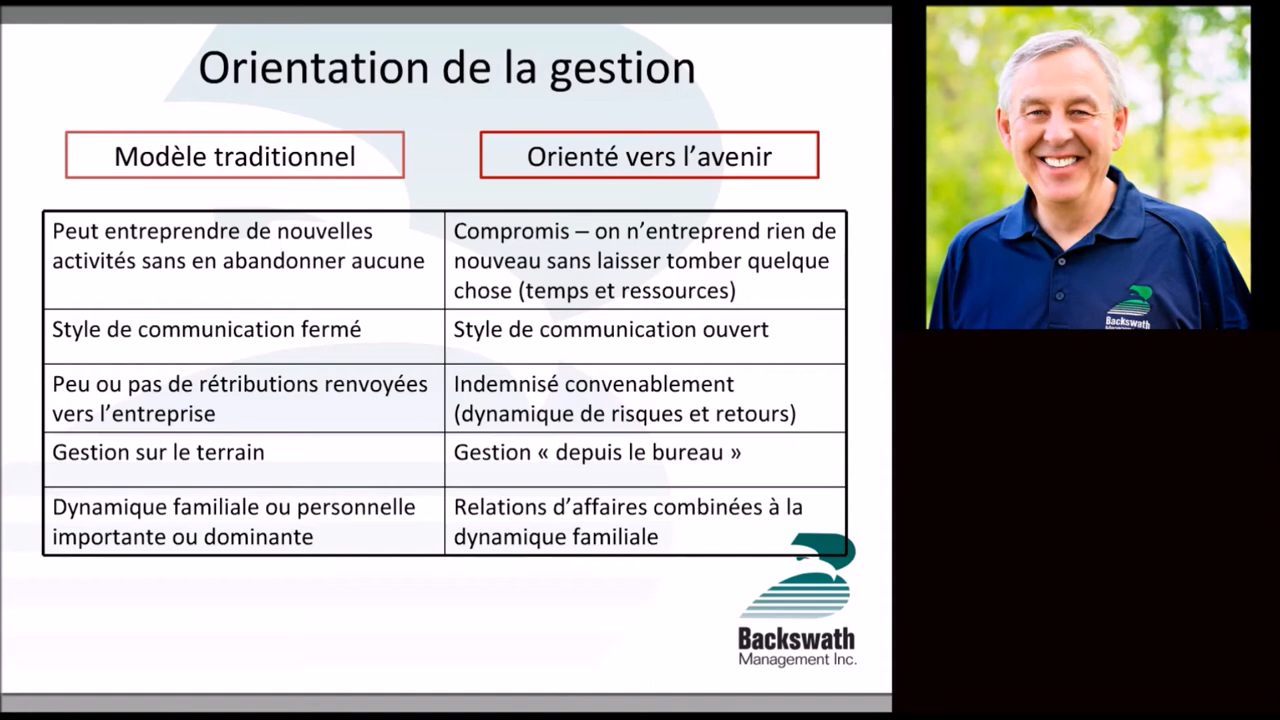 Orientation de la gestion
Modèle traditionnel
Orienté vers l’avenir
Peut entreprendre de nouvelles
activités sans en abandonner aucune
Compromis – on n’entreprend rien de
nouveau sans laisser tomber quelque
chose (temps et ressources)
Style de communication fermé
Style de communication ouvert
Peu ou pas de rétributions renvoyées
vers l’entreprise
Indemnisé convenablement
(dynamique de risques et retours)
Gestion sur le terrain
Gestion « depuis le bureau »
Dynamique familiale ou personnelle
importante ou dominante
Relations d’affaires combinées à la
dynamique familiale
Backswath
Management Inc.
Backswath